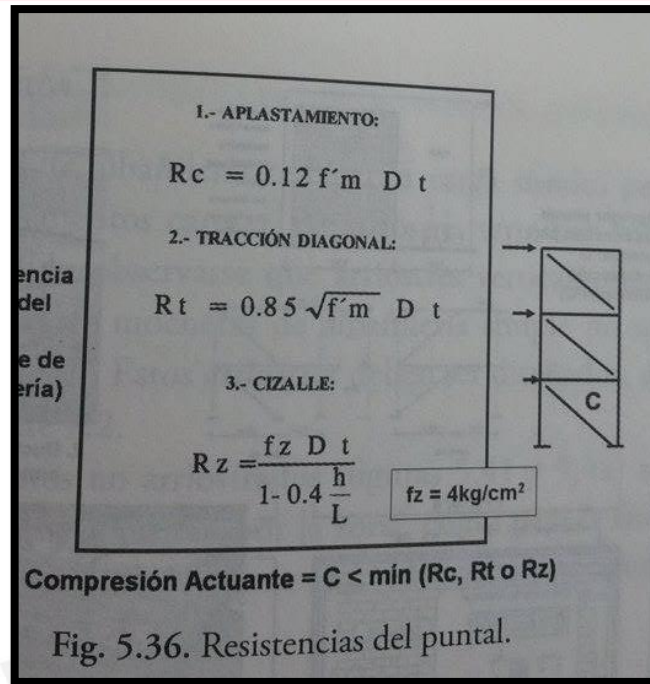 1.- APLASTAMIENTO:
Rc = 0.12 f´m D t
2.- TRACCIÓN DIAGONAL:
encia
del
Rt = 0.85 √f´m D t
e de
ería)
3.- CIZALLE:
C
Rz = fz D t / 1- 0.4 h/L
fz = 4kg/cm²
Compresión Actuante = C < mín (Rc, Rt o Rz)
Fig. 5.36. Resistencias del puntal.